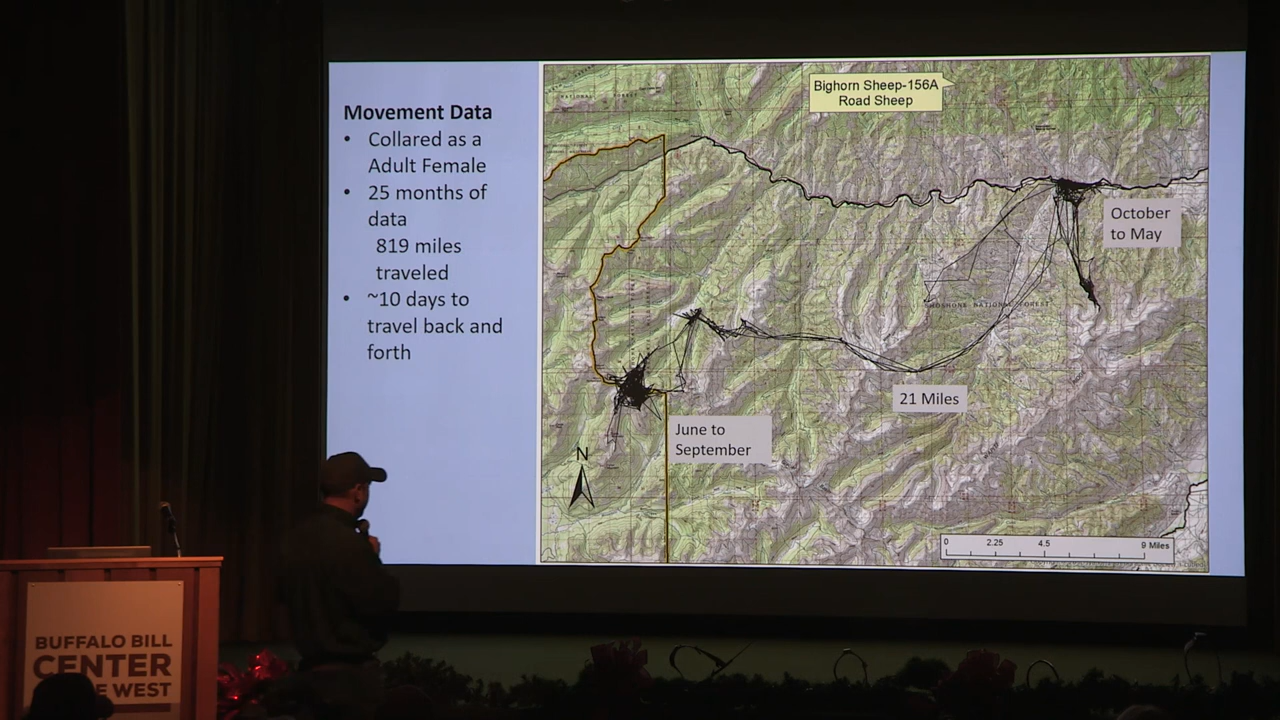 Movement Data
• Collared as a
Adult Female
• 25 months of
data
819 miles
traveled
• ~10 days to
travel back and
forth
Bighorn Sheep-156A
Road Sheep
October
to May
SHOSHONE NATIONAL FOREST
21 Miles
June to
September
N
0 2.25 4.5 9 Miles
BUFFALO BILL
CENTER
WEST